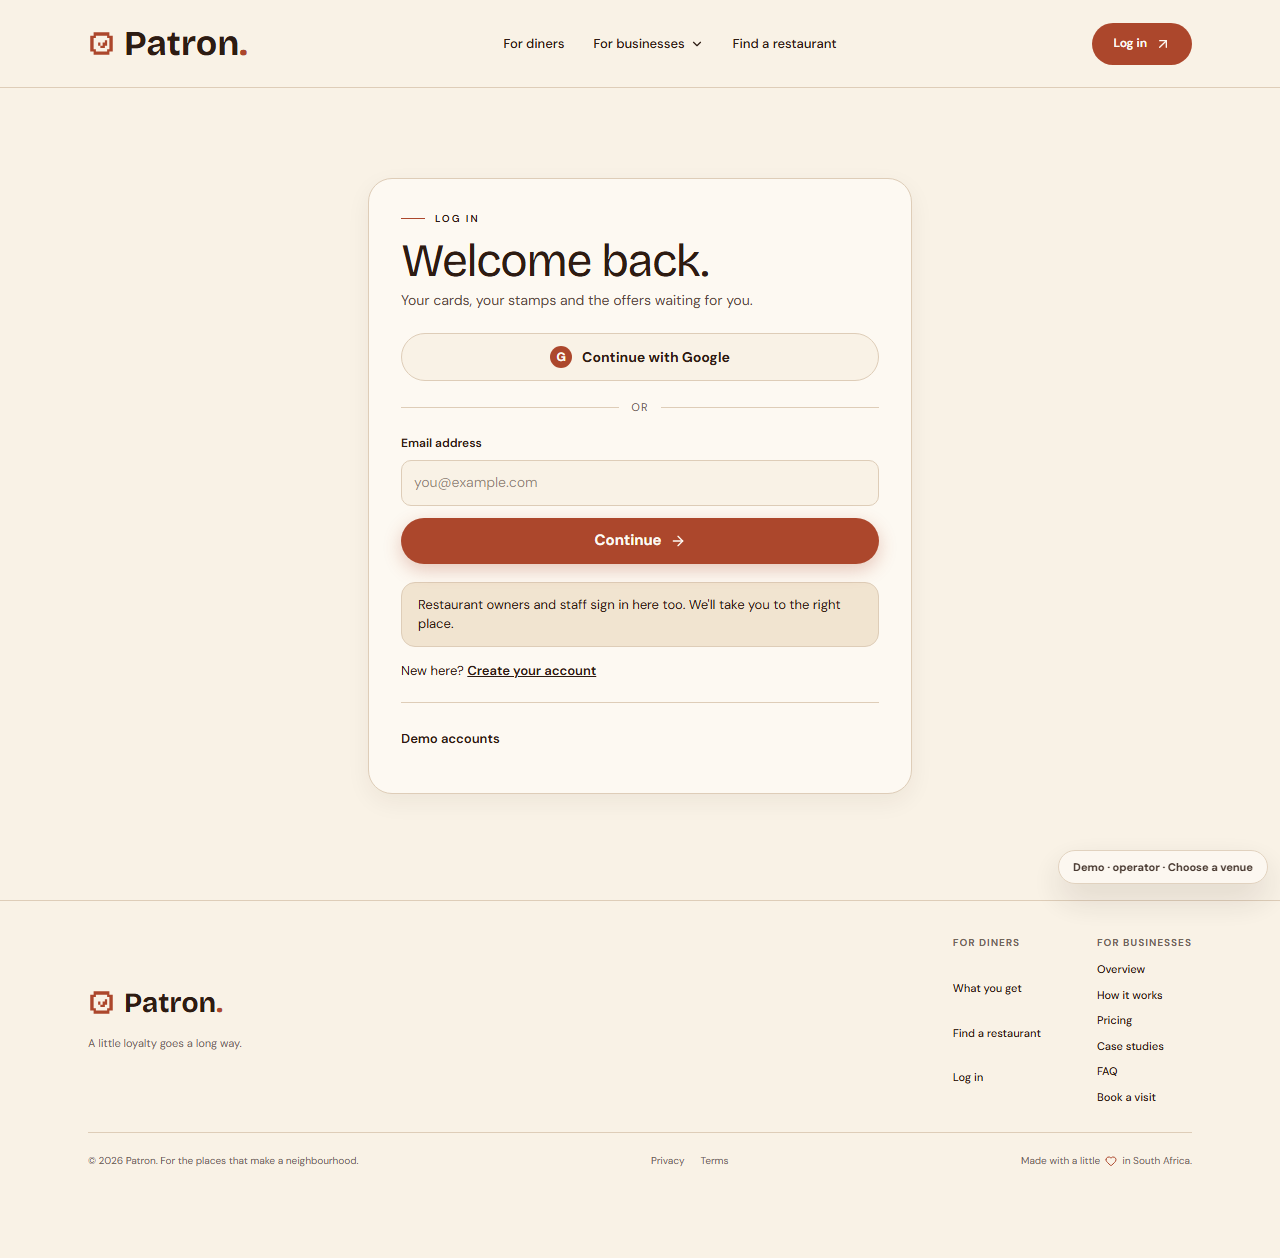 Patron.
For diners
For businesses
Find a restaurant
Log in
LOG IN
Welcome back.
Your cards, your stamps and the offers waiting for you.
G Continue with Google
OR
Email address
you@example.com
Continue
Restaurant owners and staff sign in here too. We'll take you to the right
place.
New here? Create your account
Demo accounts
Demo · operator · Choose a venue
Patron.
A little loyalty goes a long way.
FOR DINERS
What you get
Find a restaurant
Log in
FOR BUSINESSES
Overview
How it works
Pricing
Case studies
FAQ
Book a visit
© 2026 Patron. For the places that make a neighbourhood.
Privacy
Terms
Made with a little in South Africa.